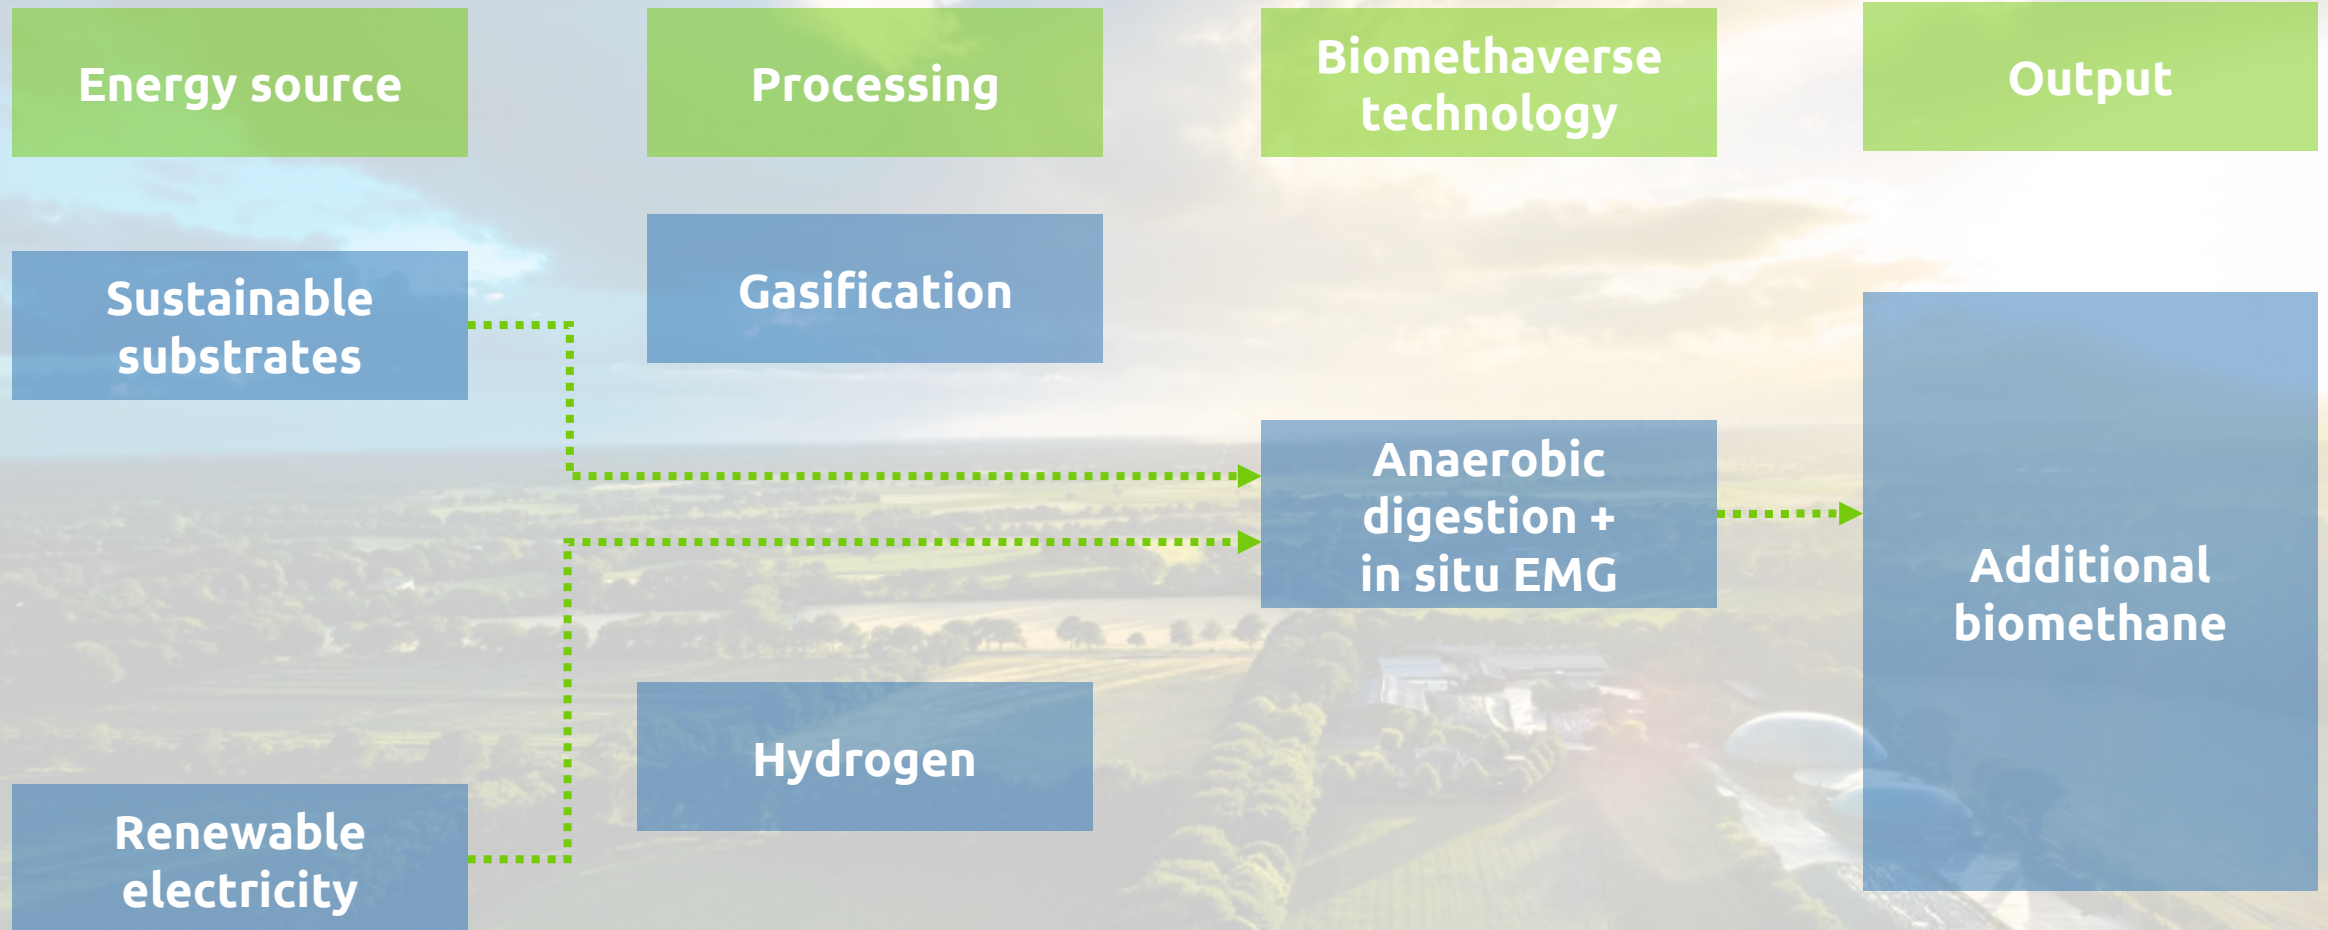 Energy source
Processing
Biomethaverse
technology
Output
Sustainable
substrates
Gasification
Anaerobic
digestion +
in situ EMG
Additional
biomethane
Hydrogen
Renewable
electricity